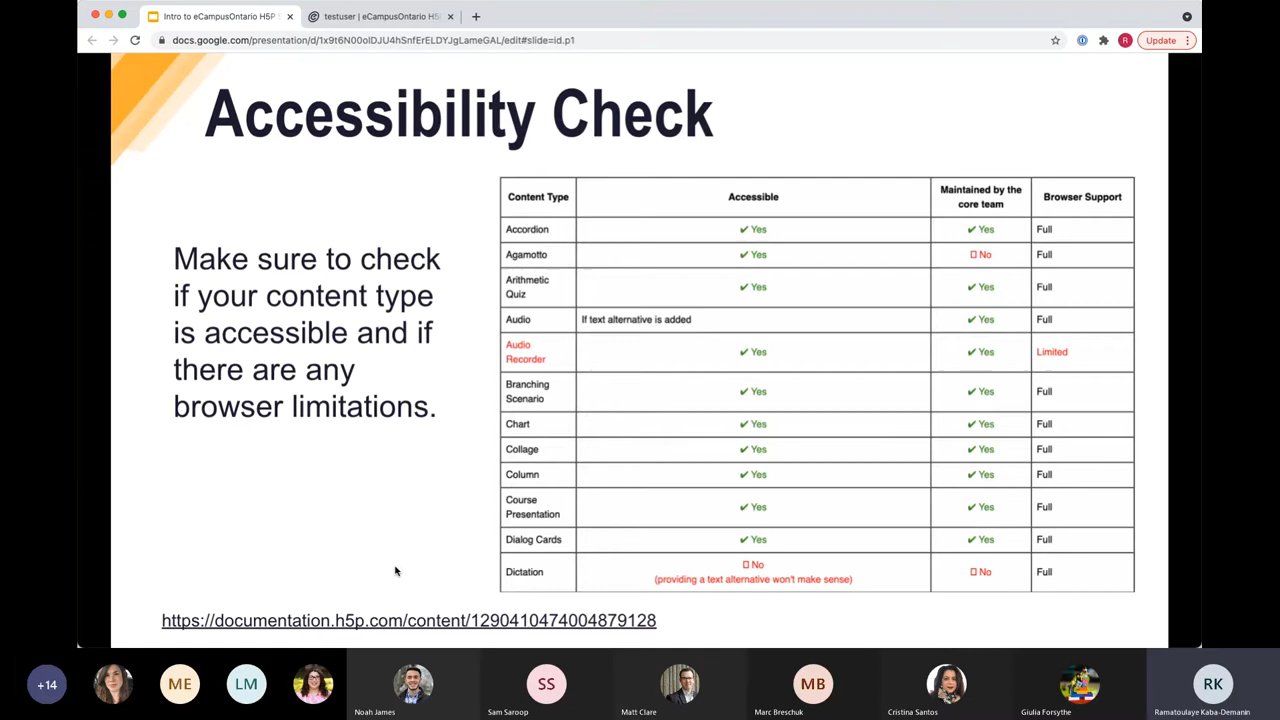 Intro to eCampusOntario H5P
testuser | eCampusOntario H5
docs.google.com/presentation/d/1x9t6N00olDJU4hSnfErELDYJgLameGAL/edit#slide=id.p1
R
Update
Accessibility Check
Make sure to check
if your content type
is accessible and if
there are any
browser limitations.
Content Type Accessible Maintained by the core team Browser Support
Accordion ✔ Yes ✔ Yes Full
Agamotto ✔ Yes No Full
Arithmetic Quiz ✔ Yes ✔ Yes Full
Audio If text alternative is added ✔ Yes Full
Audio Recorder ✔ Yes ✔ Yes Limited
Branching Scenario ✔ Yes ✔ Yes Full
Chart ✔ Yes ✔ Yes Full
Collage ✔ Yes ✔ Yes Full
Column ✔ Yes ✔ Yes Full
Course Presentation ✔ Yes ✔ Yes Full
Dialog Cards ✔ Yes ✔ Yes Full
Dictation No (providing a text alternative won't make sense) No Full
https://documentation.h5p.com/content/1290410474004879128
+14 ME LM SS MB RK
Noah James Sam Saroop Matt Clare Marc Breschuk Cristina Santos Giulia Forsythe Ramatoulaye Kaba-Demanin